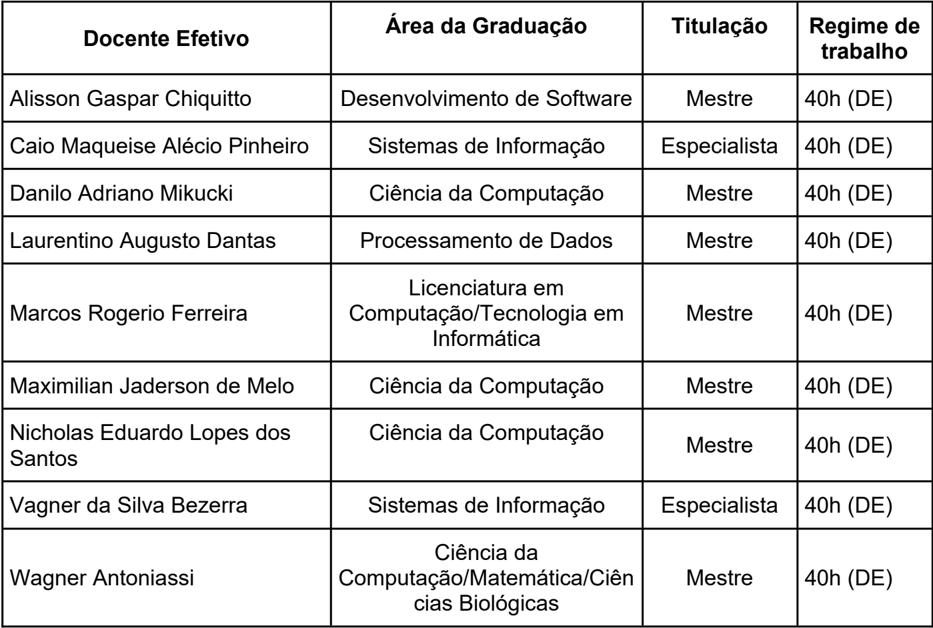 Docente Efetivo Área da Graduação Titulação Regime de
trabalho
Alisson Gaspar Chiquitto Desenvolvimento de Software Mestre 40h (DE)
Caio Maqueise Alécio Pinheiro Sistemas de Informação Especialista 40h (DE)
Danilo Adriano Mikucki Ciência da Computação Mestre 40h (DE)
Laurentino Augusto Dantas Processamento de Dados Mestre 40h (DE)
Marcos Rogerio Ferreira Licenciatura em
Computação/Tecnologia em
Informática Mestre 40h (DE)
Maximilian Jaderson de Melo Ciência da Computação Mestre 40h (DE)
Nicholas Eduardo Lopes dos
Santos Ciência da Computação Mestre 40h (DE)
Vagner da Silva Bezerra Sistemas de Informação Especialista 40h (DE)
Wagner Antoniassi Ciência da
Computação/Matemática/Ciên
cias Biológicas Mestre 40h (DE)